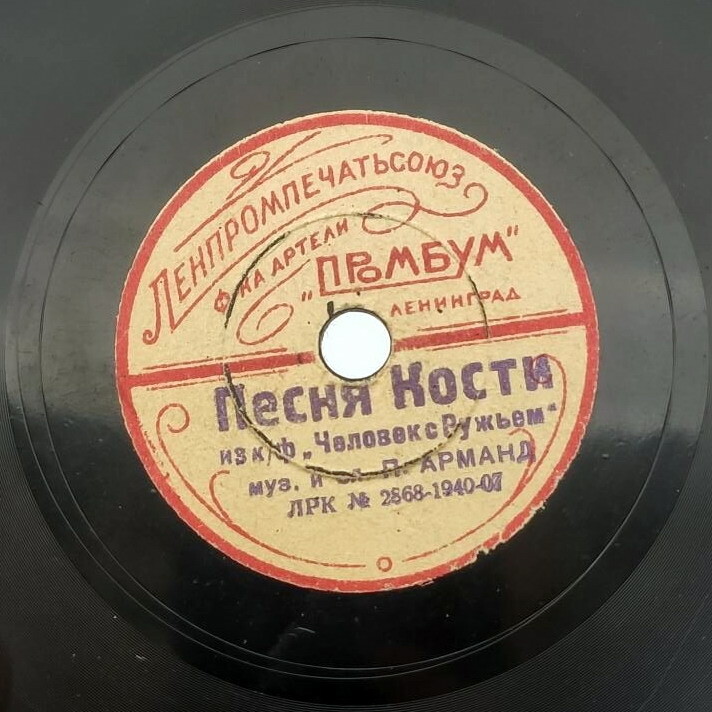 ЛЕНПРОМПЕЧАТЬСОЮЗ
Ф-КА АРТЕЛИ
„ПРОМБУМ"
ЛЕНИНГРАД
Песня Кости
из к/ф „Человек с Ружьем"
муз. и сл. П. АРМАНД
ЛРК № 2868-1940-07